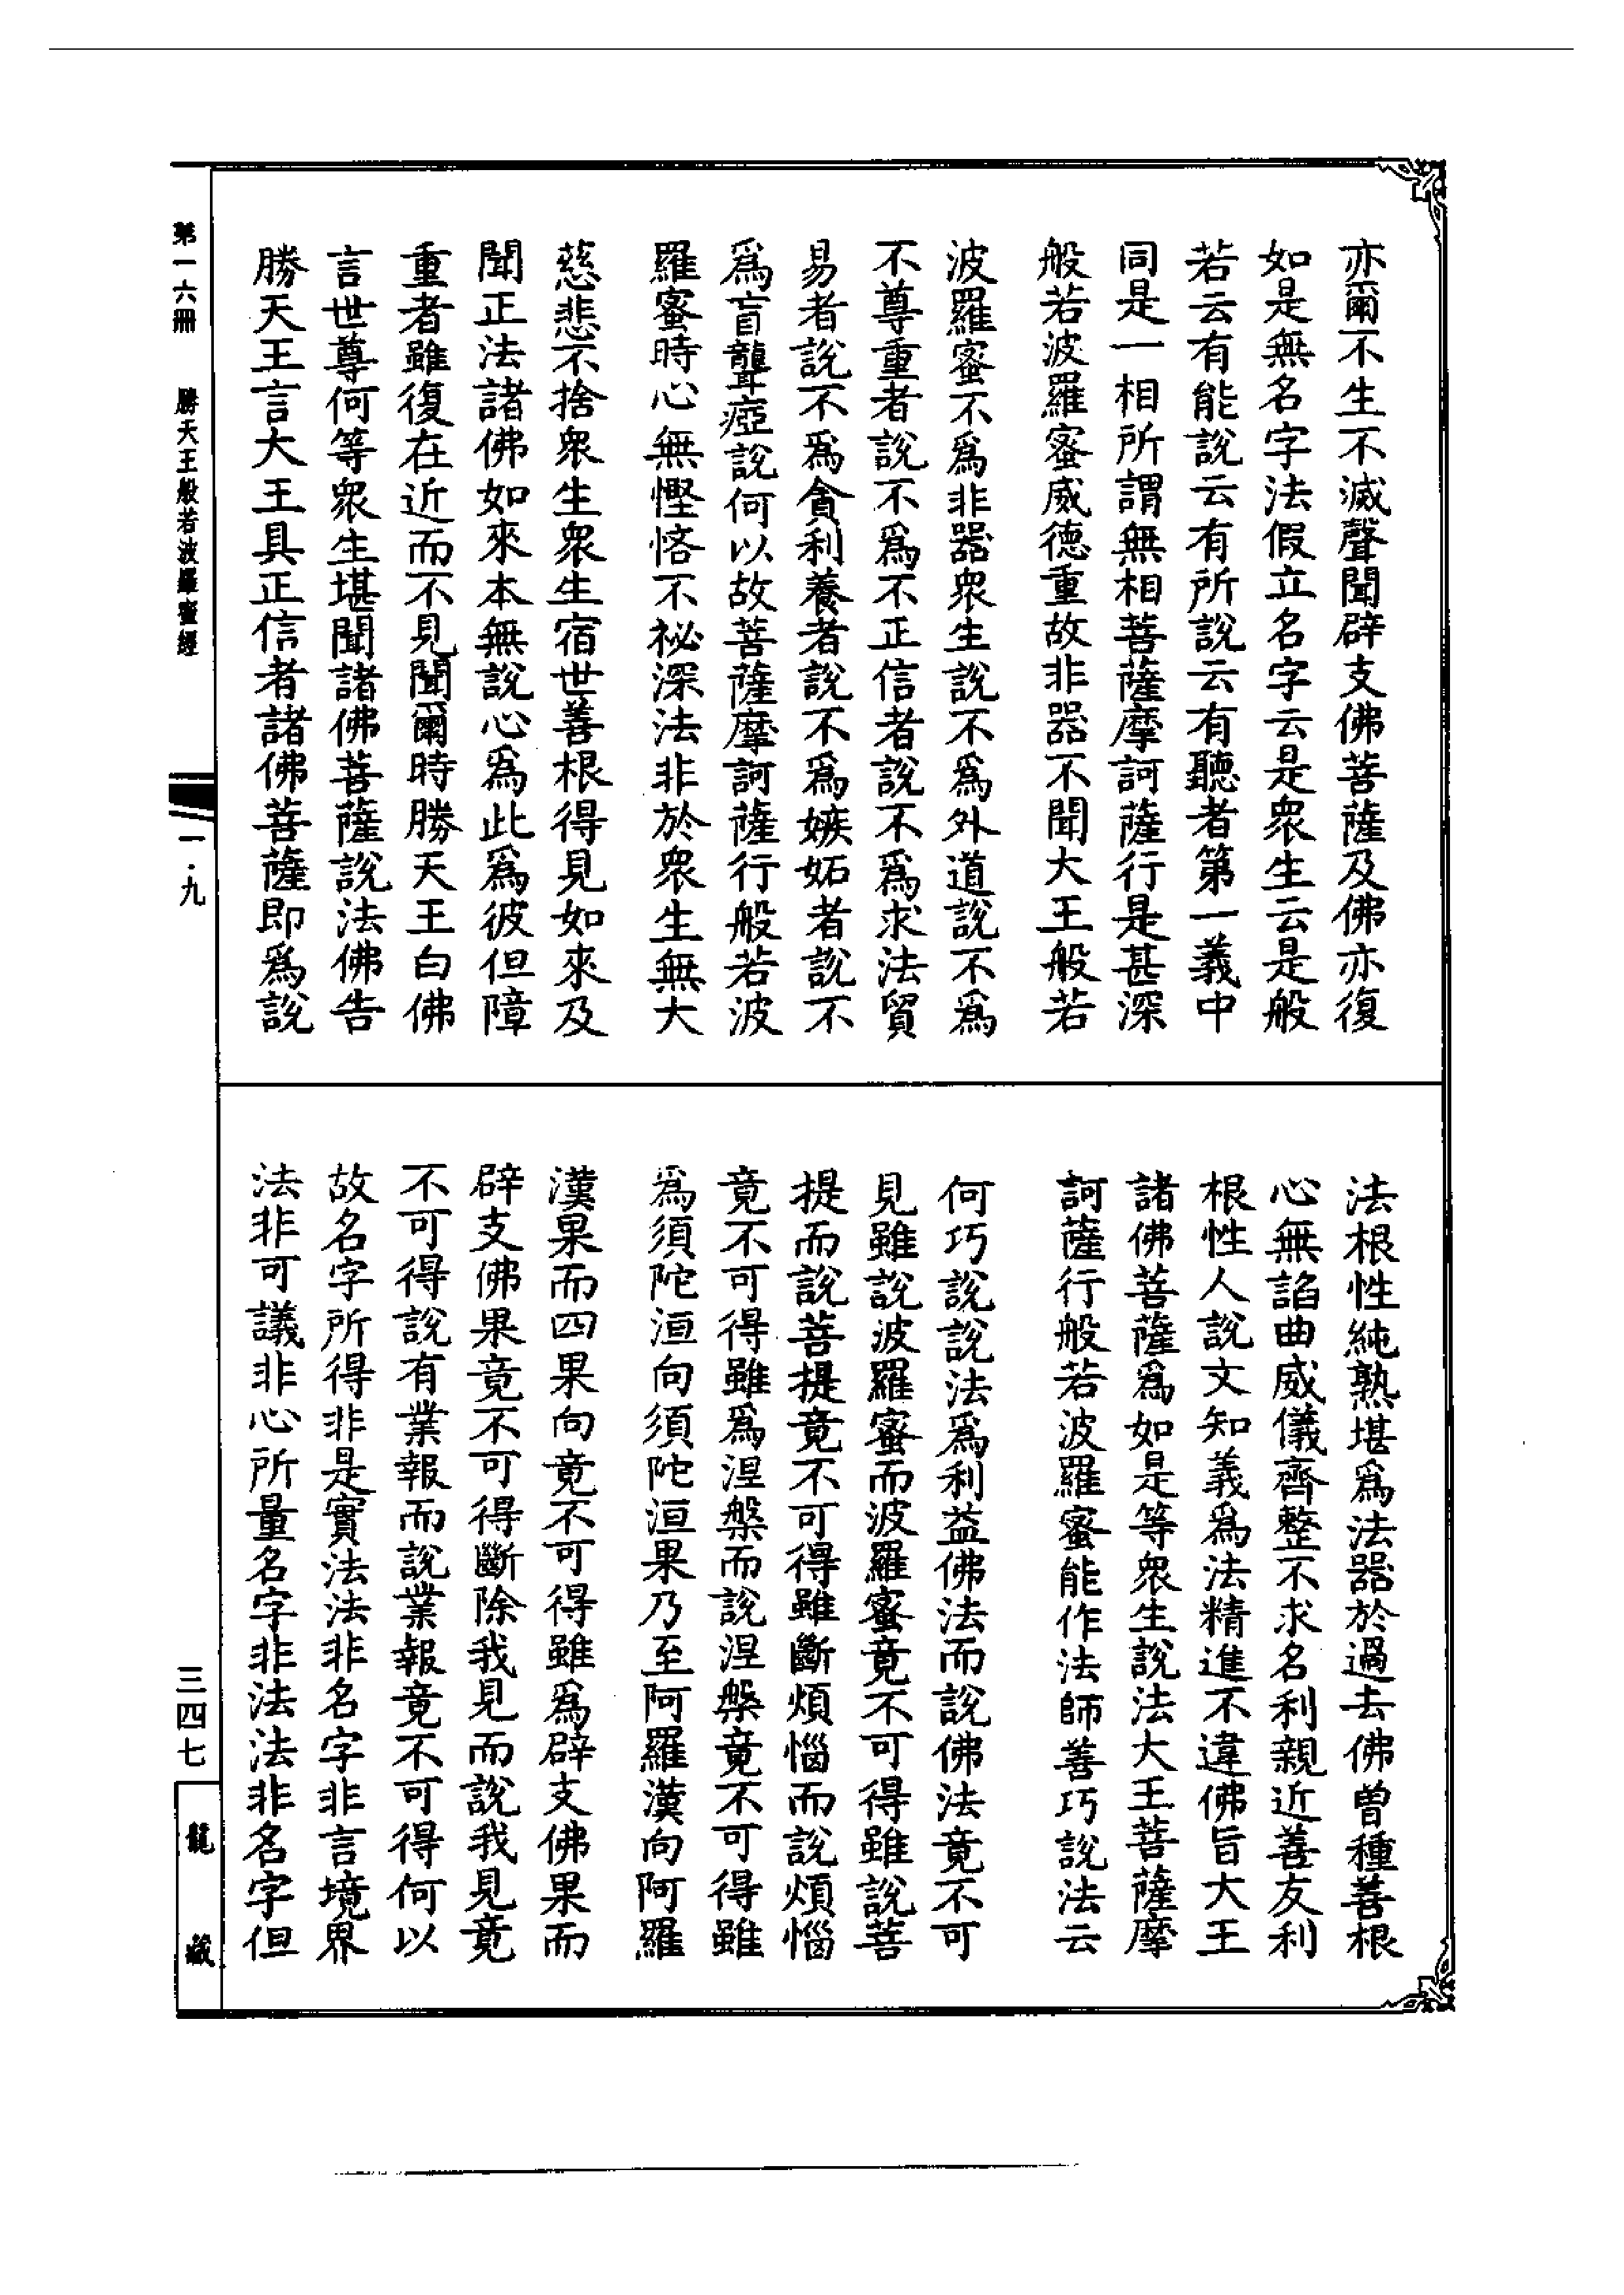 亦爾不生不滅聲聞辟支佛菩薩及佛亦復
如是無名字法假立名字云是衆生云是般
若云有能說云有所說云有聽者第一義中
同是一相所謂無相菩薩摩訶薩行是甚深
般若波羅蜜威德重故非器不聞大王般若
波羅蜜不爲非器衆生說不爲外道說不爲
不尊重者說不爲不正信者說不爲求法貿
易者說不爲貪利養者說不爲嫉妬者說不
爲盲聾瘂說何以故菩薩摩訶薩行般若波
羅蜜時心無慳悋不祕深法非於衆生無大
慈悲不捨衆生衆生宿世善根得見如來及
聞正法諸佛如來本無說心爲此爲彼但障
重者雖復在近而不見聞爾時勝天王白佛
言世尊何等衆生堪聞諸佛菩薩說法佛告
勝天王言大王具正信者諸佛菩薩即爲說
法根性純熟堪爲法器於過去佛曾種善根
心無諂曲威儀齊整不求名利親近善友利
根性人說文知義爲法精進不違佛旨大王
諸佛菩薩爲如是等衆生說法大王菩薩摩
訶薩行般若波羅蜜能作法師善巧說法云
何巧說說法爲利益佛法而說佛法竟不可
見雖說波羅蜜而波羅蜜竟不可得雖說菩
提而說菩提竟不可得雖斷煩惱而說煩惱
竟不可得雖爲涅槃而說涅槃竟不可得雖
爲須陀洹向須陀洹果乃至阿羅漢向阿羅
漢果而四果向竟不可得雖爲辟支佛果而
辟支佛果竟不可得斷除我見而說我見竟
不可得說有業報而說業報竟不可得何以
故名字所得非是實法法非名字非言境界
法非可議非心所量名字非法法非名字但
第一六冊 勝天王般若波羅蜜經
一·九
三四七
龍藏